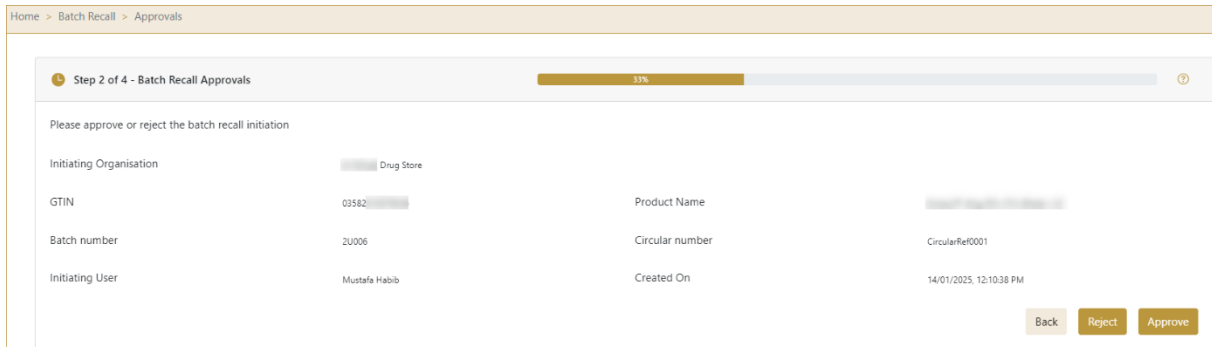 Home > Batch Recall > Approvals
Step 2 of 4 - Batch Recall Approvals 33%
Please approve or reject the batch recall initiation
Initiating Organisation Drug Store
GTIN 03582 Product Name
Batch number 2U006 Circular number CircularRef0001
Initiating User Mustafa Habib Created On 14/01/2025, 12:10:38 PM
Back Reject Approve